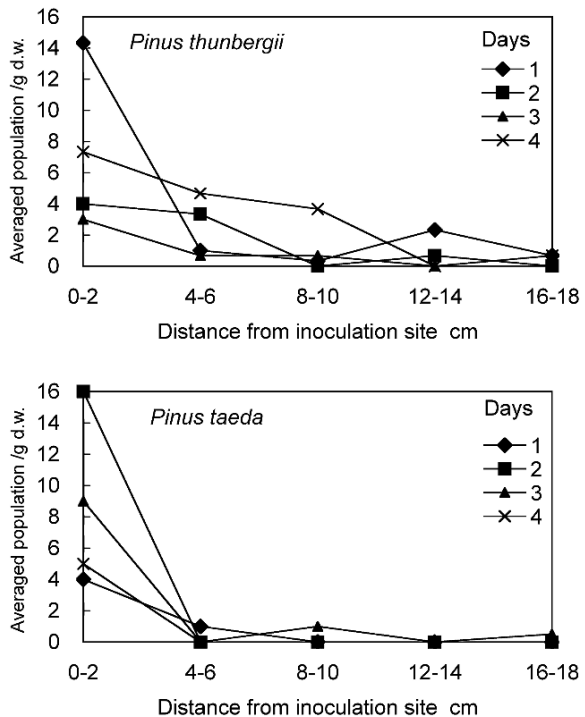 16
14
12
10
8
6
4
2
0
Averaged population /g d.w.
Pinus thunbergii
Days
1
2
3
4
0-2 4-6 8-10 12-14 16-18
Distance from inoculation site cm
16
14
12
10
8
6
4
2
0
Averaged population /g d.w.
Pinus taeda
Days
1
2
3
4
0-2 4-6 8-10 12-14 16-18
Distance from inoculation site cm